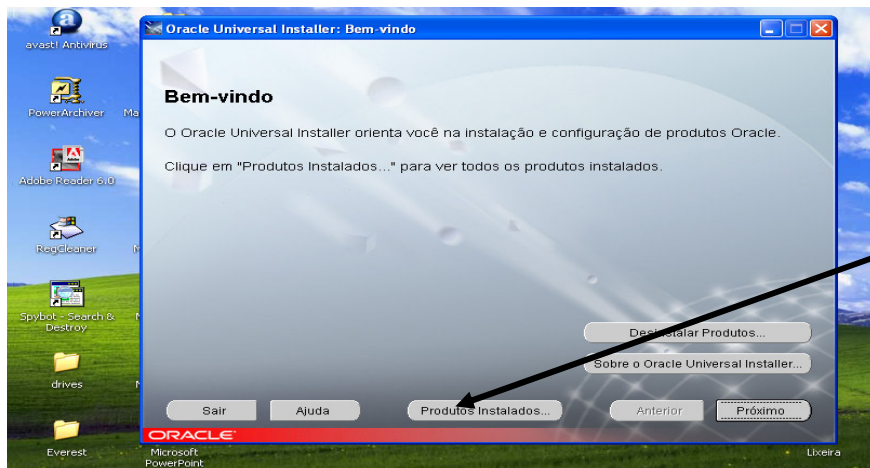 avast! Antivirus
PowerArchiver
Ma
Adobe Reader 6.0
RegCleaner
Spybot - Search &
Destroy
drives
Everest
Oracle Universal Installer: Bem-vindo
Bem-vindo
O Oracle Universal Installer orienta você na instalação e configuração de produtos Oracle.
Clique em "Produtos Instalados..." para ver todos os produtos instalados.
Desinstalar Produtos...
Sobre o Oracle Universal Installer...
Sair
Ajuda
Produtos Instalados...
Anterior
Próximo
ORACLE
Microsoft
PowerPoint
Lixeira